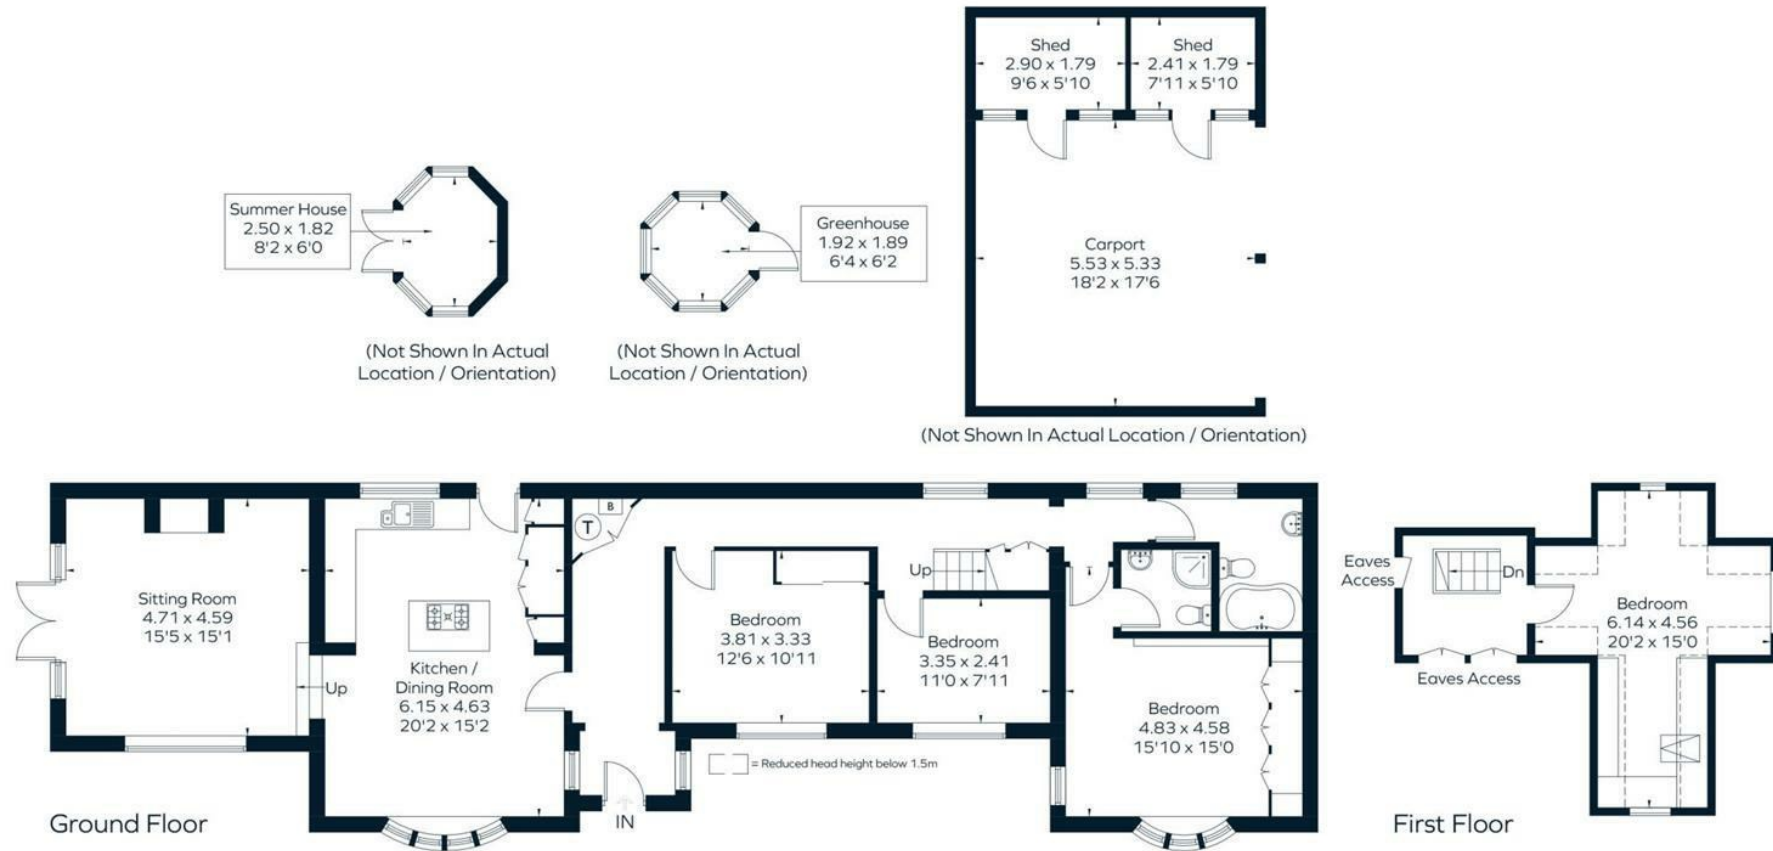 Shed
2.90 x 1.79
9'6 x 5'10
Shed
2.41 x 1.79
7'11 x 5'10
Summer House
2.50 x 1.82
8'2 x 6'0
Greenhouse
1.92 x 1.89
6'4 x 6'2
Carport
5.53 x 5.33
18'2 x 17'6
(Not Shown In Actual
Location / Orientation)
(Not Shown In Actual
Location / Orientation)
(Not Shown In Actual Location / Orientation)
Sitting Room
4.71 x 4.59
15'5 x 15'1
Up
Kitchen /
Dining Room
6.15 x 4.63
20'2 x 15'2
T
B
Bedroom
3.81 x 3.33
12'6 x 10'11
Up
Bedroom
3.35 x 2.41
11'0 x 7'11
Bedroom
4.83 x 4.58
15'10 x 15'0
= Reduced head height below 1.5m
IN
Ground Floor
Eaves
Access
Dn
Bedroom
6.14 x 4.56
20'2 x 15'0
Eaves Access
First Floor